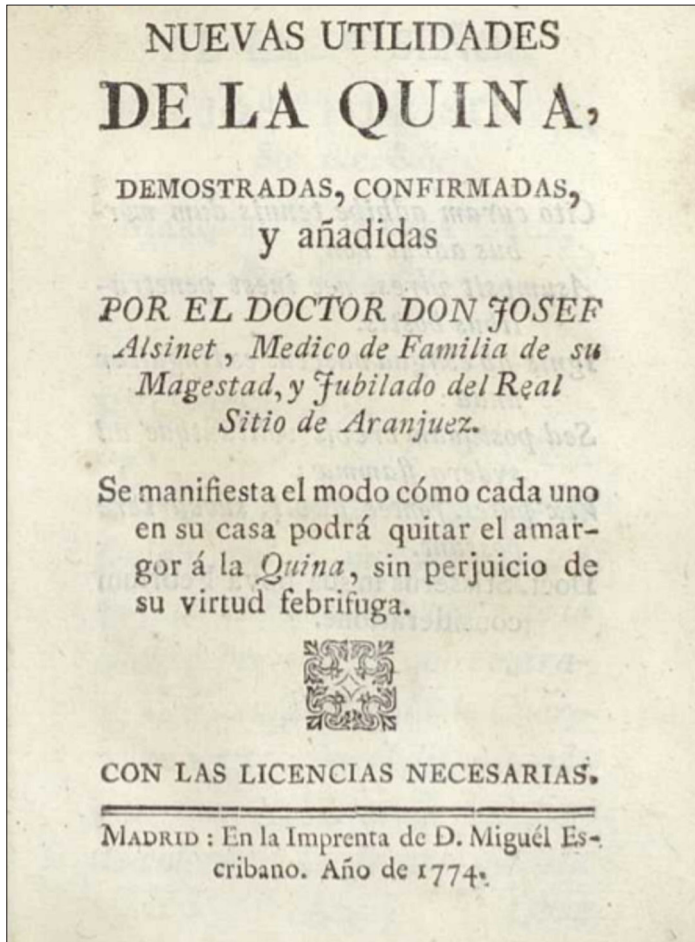 NUEVAS UTILIDADES
DE LA QUINA,
DEMOSTRADAS, CONFIRMADAS,
y añadidas
POR EL DOCTOR DON JOSEF
Alsinet, Medico de Familia de su
Magestad, y Jubilado del Real
Sitio de Aranjuez.
Se manifiesta el modo cómo cada uno
en su casa podrá quitar el amar-
gor á la Quina, sin perjuicio de
su virtud febrifuga.
CON LAS LICENCIAS NECESARIAS.
MADRID: En la Imprenta de D. Miguél Es-
cribano. Año de 1774.